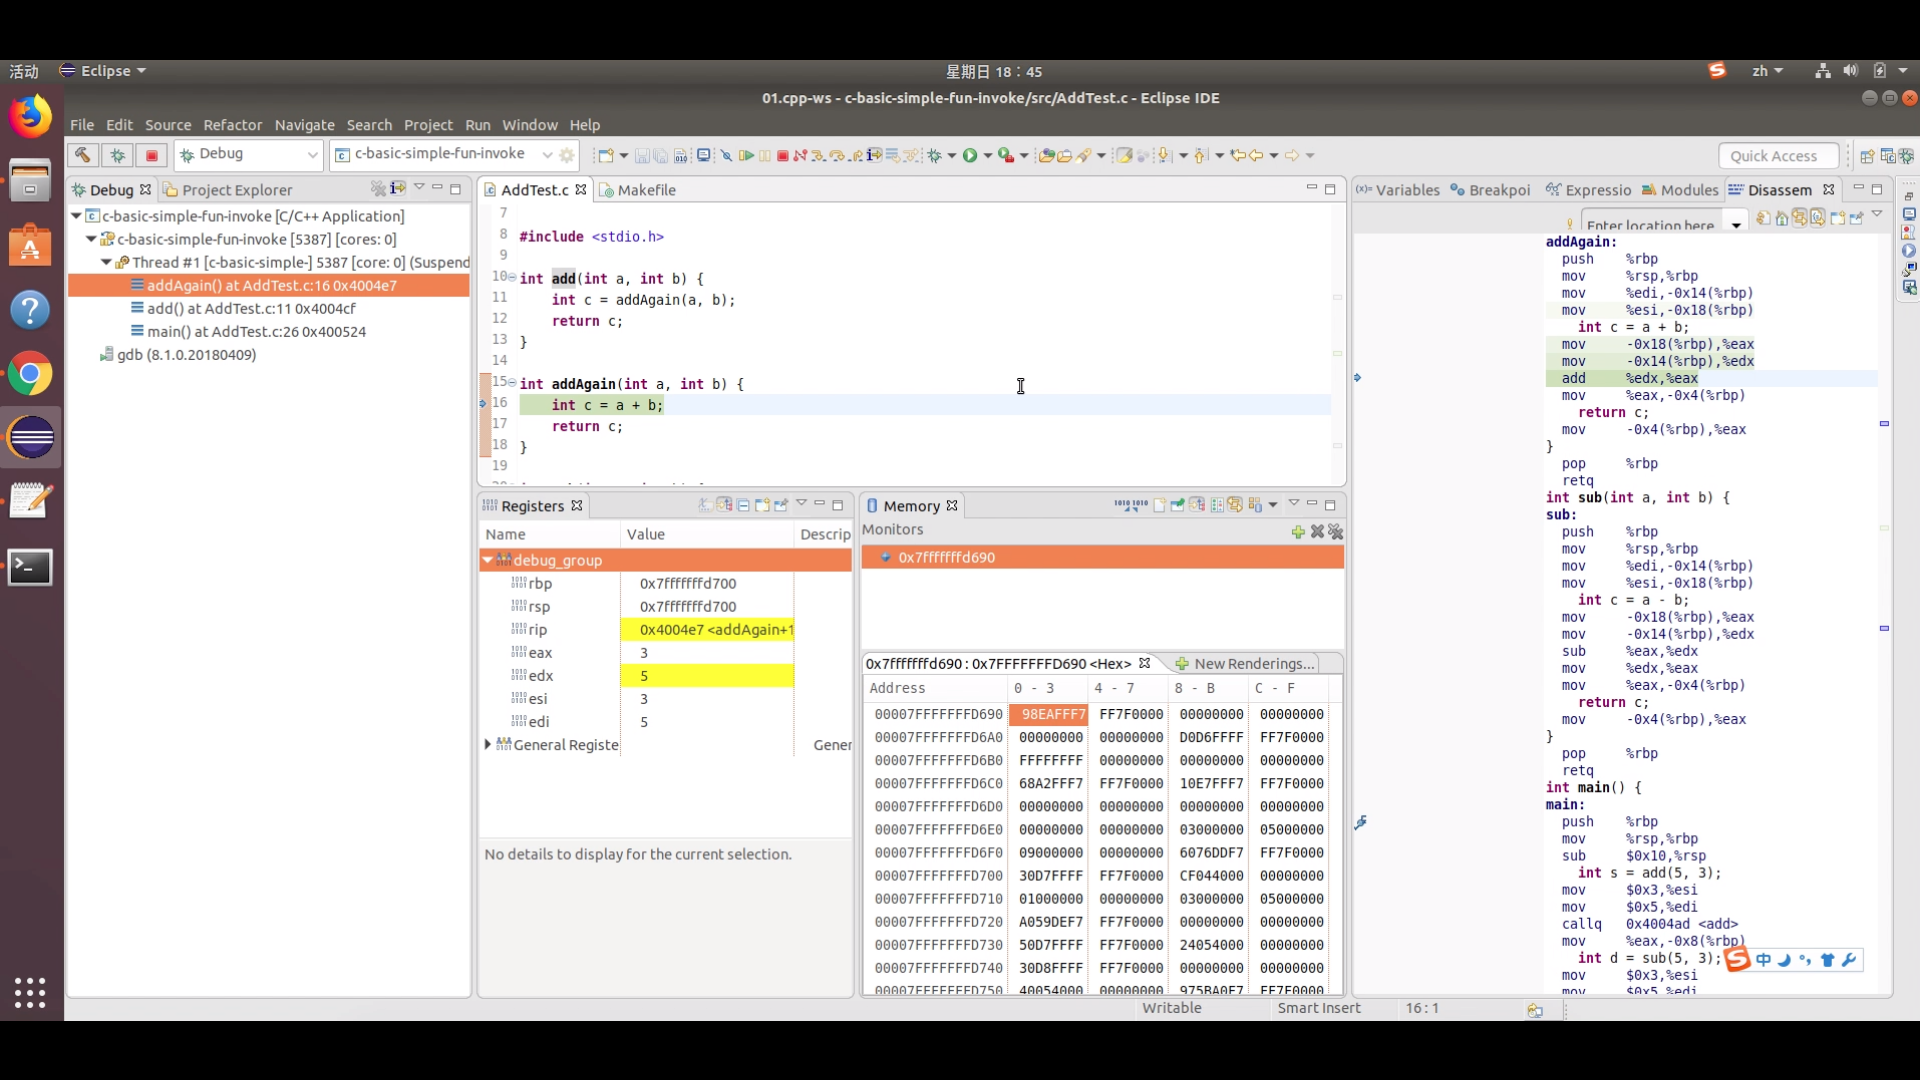 活动
Eclipse
星期日 18：45
zh
01.cpp-ws - c-basic-simple-fun-invoke/src/AddTest.c - Eclipse IDE
File Edit Source Refactor Navigate Search Project Run Window Help
Debug
c-basic-simple-fun-invoke
Quick Access
Debug
Project Explorer
c-basic-simple-fun-invoke [C/C++ Application]
c-basic-simple-fun-invoke [5387] [cores: 0]
Thread #1 [c-basic-simple-] 5387 [core: 0] (Suspend
addAgain() at AddTest.c:16 0x4004e7
add() at AddTest.c:11 0x4004cf
main() at AddTest.c:26 0x400524
gdb (8.1.0.20180409)
AddTest.c
Makefile
7
8 #include <stdio.h>
9
10 int add(int a, int b) {
11 int c = addAgain(a, b);
12 return c;
13 }
14
15 int addAgain(int a, int b) {
16 int c = a + b;
17 return c;
18 }
19
Registers
Name Value Descrip
debug_group
rbp 0x7fffffffd700
rsp 0x7fffffffd700
rip 0x4004e7 <addAgain+1
eax 3
edx 5
esi 3
edi 5
General Registe Gener
No details to display for the current selection.
Memory
Monitors
0x7fffffffd690
0x7fffffffd690 : 0x7FFFFFFFD690 <Hex>
New Renderings...
Address 0 - 3 4 - 7 8 - B C - F
00007FFFFFFFD690 98EAFFF7 FF7F0000 00000000 00000000
00007FFFFFFFD6A0 00000000 00000000 D0D6FFFF FF7F0000
00007FFFFFFFD6B0 FFFFFFFF 00000000 00000000 00000000
00007FFFFFFFD6C0 68A2FFF7 FF7F0000 10E7FFF7 FF7F0000
00007FFFFFFFD6D0 00000000 00000000 00000000 00000000
00007FFFFFFFD6E0 00000000 00000000 03000000 05000000
00007FFFFFFFD6F0 09000000 00000000 6076DDF7 FF7F0000
00007FFFFFFFD700 30D7FFFF FF7F0000 CF044000 00000000
00007FFFFFFFD710 01000000 00000000 03000000 05000000
00007FFFFFFFD720 A059DEF7 FF7F0000 00000000 00000000
00007FFFFFFFD730 50D7FFFF FF7F0000 24054000 00000000
00007FFFFFFFD740 30D8FFFF FF7F0000 00000000 00000000
00007FFFFFFFD750 40054000 00000000 975BA0F7 FF7F0000
Variables
Breakpoi
Expressio
Modules
Disassem
Enter location here
addAgain:
push %rbp
mov %rsp,%rbp
mov %edi,-0x14(%rbp)
mov %esi,-0x18(%rbp)
int c = a + b;
mov -0x18(%rbp),%eax
mov -0x14(%rbp),%edx
add %edx,%eax
mov %eax,-0x4(%rbp)
return c;
mov -0x4(%rbp),%eax
}
pop %rbp
retq
int sub(int a, int b) {
sub:
push %rbp
mov %rsp,%rbp
mov %edi,-0x14(%rbp)
mov %esi,-0x18(%rbp)
int c = a - b;
mov -0x18(%rbp),%eax
mov -0x14(%rbp),%edx
sub %eax,%edx
mov %edx,%eax
mov %eax,-0x4(%rbp)
return c;
mov -0x4(%rbp),%eax
}
pop %rbp
retq
int main() {
main:
push %rbp
mov %rsp,%rbp
sub $0x10,%rsp
int s = add(5, 3);
mov $0x3,%esi
mov $0x5,%edi
callq 0x4004ad <add>
mov %eax,-0x8(%rbp)
int d = sub(5, 3);
mov $0x3,%esi
mov $0x5,%edi
中
Writable
Smart Insert
16 : 1